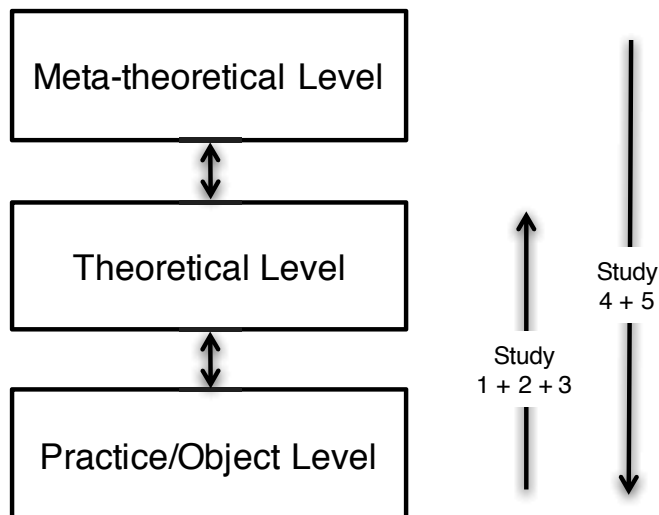 Meta-theoretical Level
Theoretical Level
Practice/Object Level
Study
1 + 2 + 3
Study
4 + 5